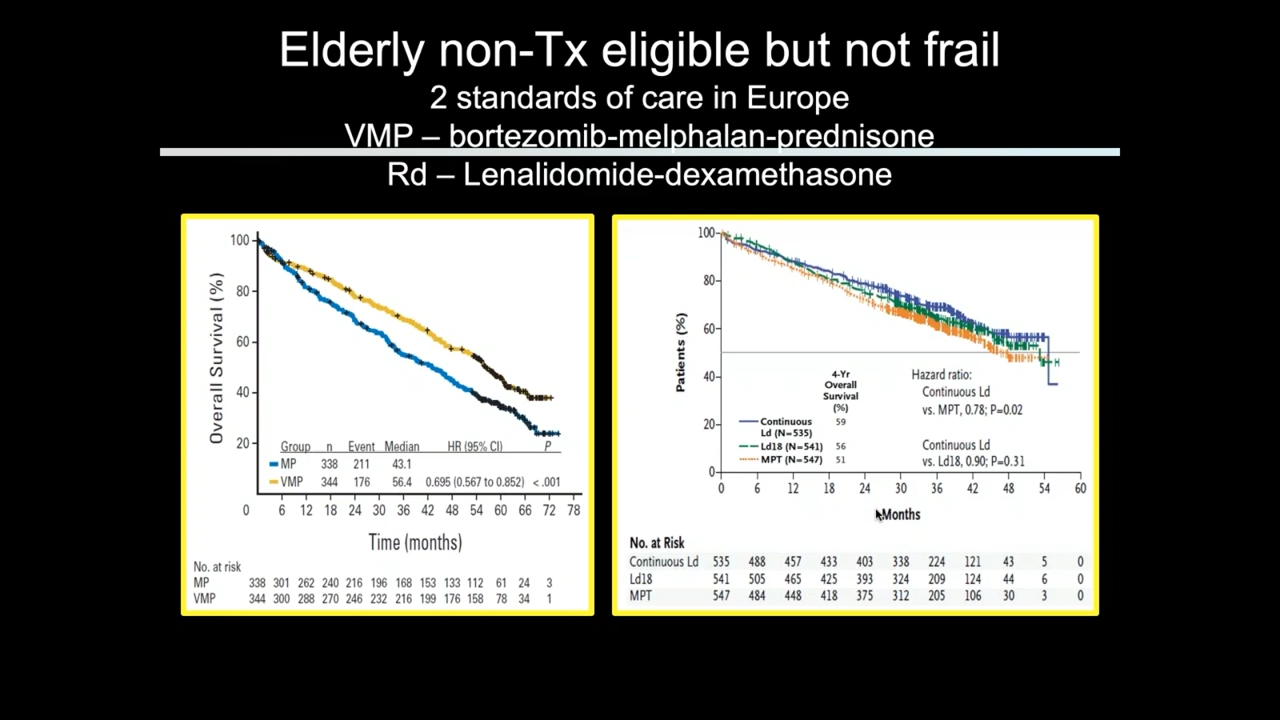 Elderly non-Tx eligible but not frail
2 standards of care in Europe
VMP – bortezomib-melphalan-prednisone
Rd – Lenalidomide-dexamethasone
Overall Survival (%)
100
80
60
40
20
Group n Event Median HR (95% CI) P
MP 338 211 43.1
VMP 344 176 56.4 0.695 (0.567 to 0.852) < .001
0 6 12 18 24 30 36 42 48 54 60 66 72 78
Time (months)
No. at risk
MP 338 301 262 240 216 196 168 153 133 112 61 24 3
VMP 344 300 288 270 246 232 216 199 176 158 78 34 1
Patients (%)
100
80
60
40
20
0
4-Yr
Overall
Survival
(%)
Continuous 59
Ld (N=535)
Ld18 (N=541) 56
MPT (N=547) 51
Hazard ratio:
Continuous Ld
vs. MPT, 0.78; P=0.02
Continuous Ld
vs. Ld18, 0.90; P=0.31
0 6 12 18 24 30 36 42 48 54 60
Months
No. at Risk
Continuous Ld 535 488 457 433 403 338 224 121 43 5 0
Ld18 541 505 465 425 393 324 209 124 44 6 0
MPT 547 484 448 418 375 312 205 106 30 3 0